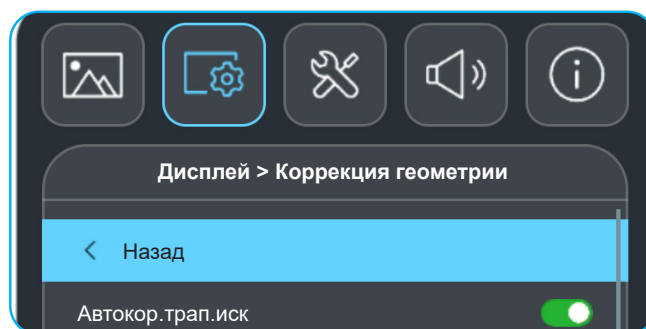 Дисплей > Коррекция геометрии
Назад
Автокор.трап.иск